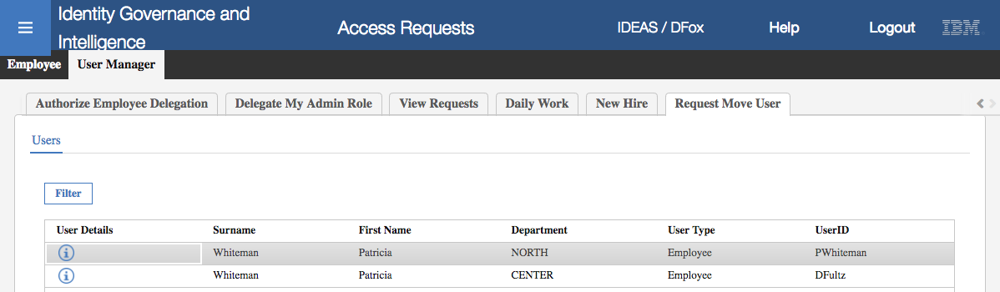 Identity Governance and
Intelligence
Access Requests
IDEAS / DFox
Help
Logout
IBM
Employee
User Manager
Authorize Employee Delegation
Delegate My Admin Role
View Requests
Daily Work
New Hire
Request Move User
Users
Filter
User Details Surname First Name Department User Type UserID
Whiteman Patricia NORTH Employee PWhiteman
Whiteman Patricia CENTER Employee DFultz